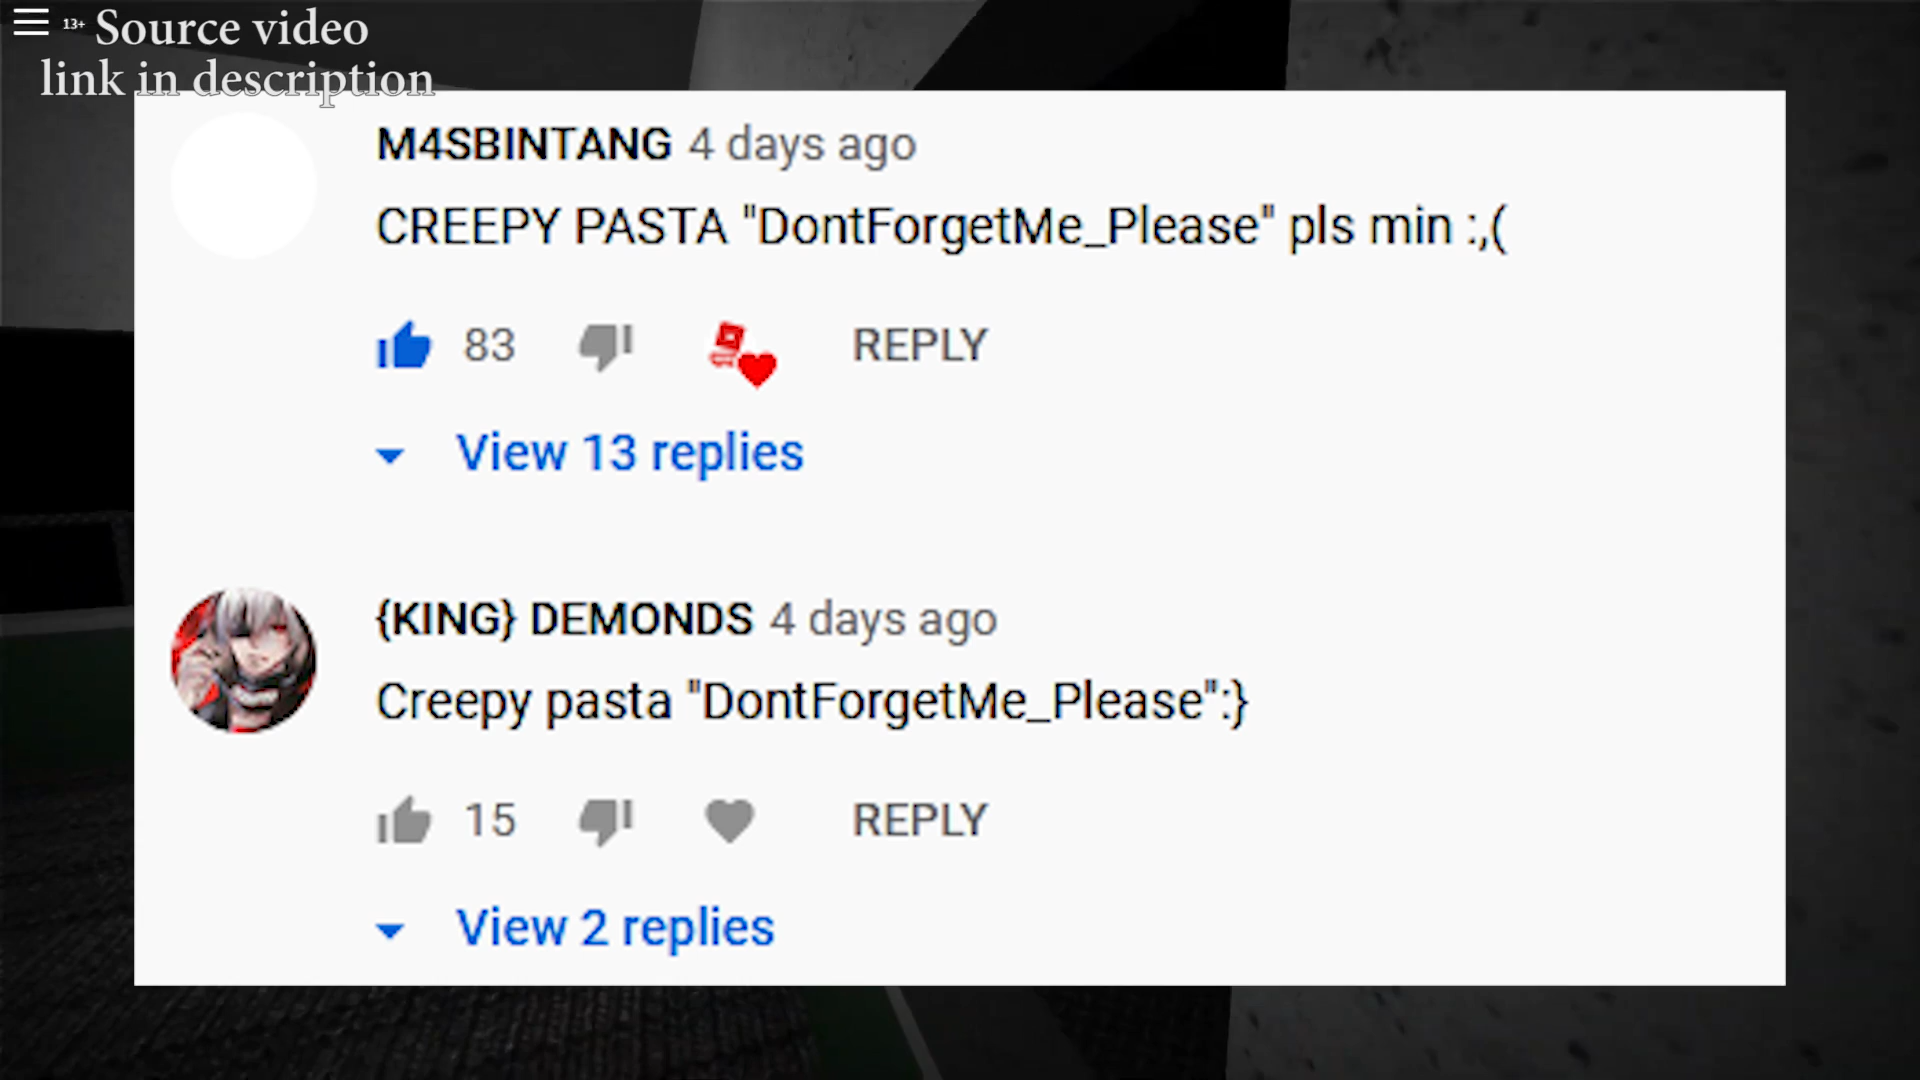 13+ Source video
link in description
M4SBINTANG 4 days ago
CREEPY PASTA "DontForgetMe_Please" pls min :,(
83 REPLY
View 13 replies
{KING} DEMONDS 4 days ago
Creepy pasta "DontForgetMe_Please":}
15 REPLY
View 2 replies